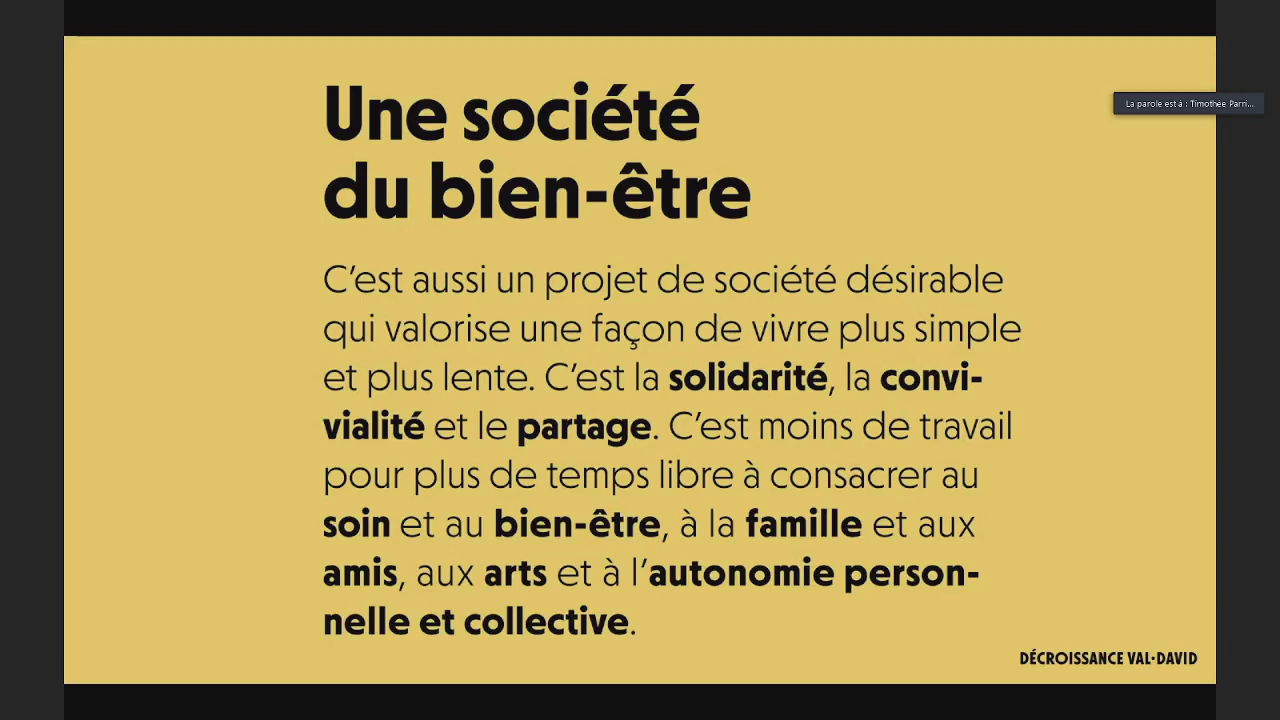 Une société
du bien-être
La parole est à : Timothée Parri...
C’est aussi un projet de société désirable
qui valorise une façon de vivre plus simple
et plus lente. C’est la solidarité, la convi-
vialité et le partage. C’est moins de travail
pour plus de temps libre à consacrer au
soin et au bien-être, à la famille et aux
amis, aux arts et à l’autonomie person-
nelle et collective.
DÉCROISSANCE VAL·DAVID